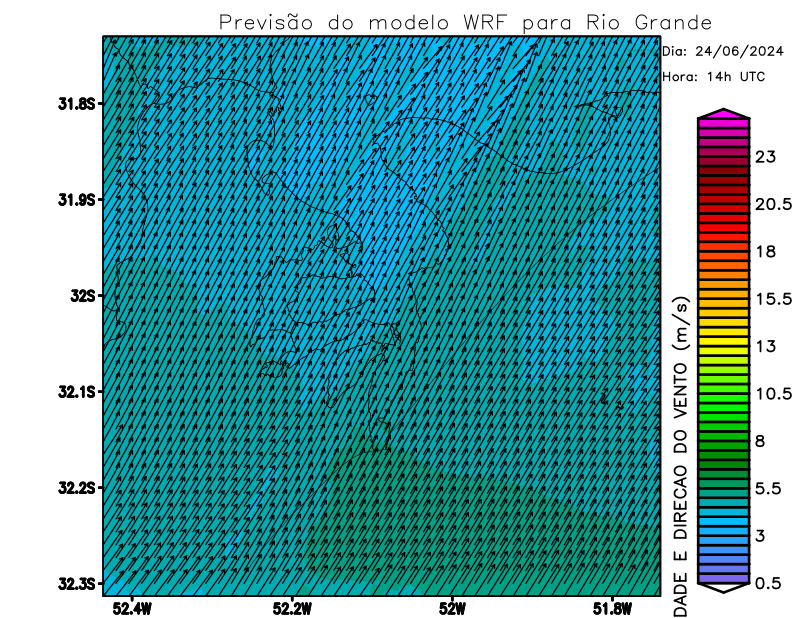 Previsão do modelo WRF para Rio Grande
Dia: 24/06/2024
Hora: 14h UTC
31.8S
31.9S
32S
32.1S
32.2S
32.3S
52.4W
52.2W
52W
51.8W
DADE E DIRECAO DO VENTO (m/s)
23
20.5
18
15.5
13
10.5
8
5.5
3
0.5